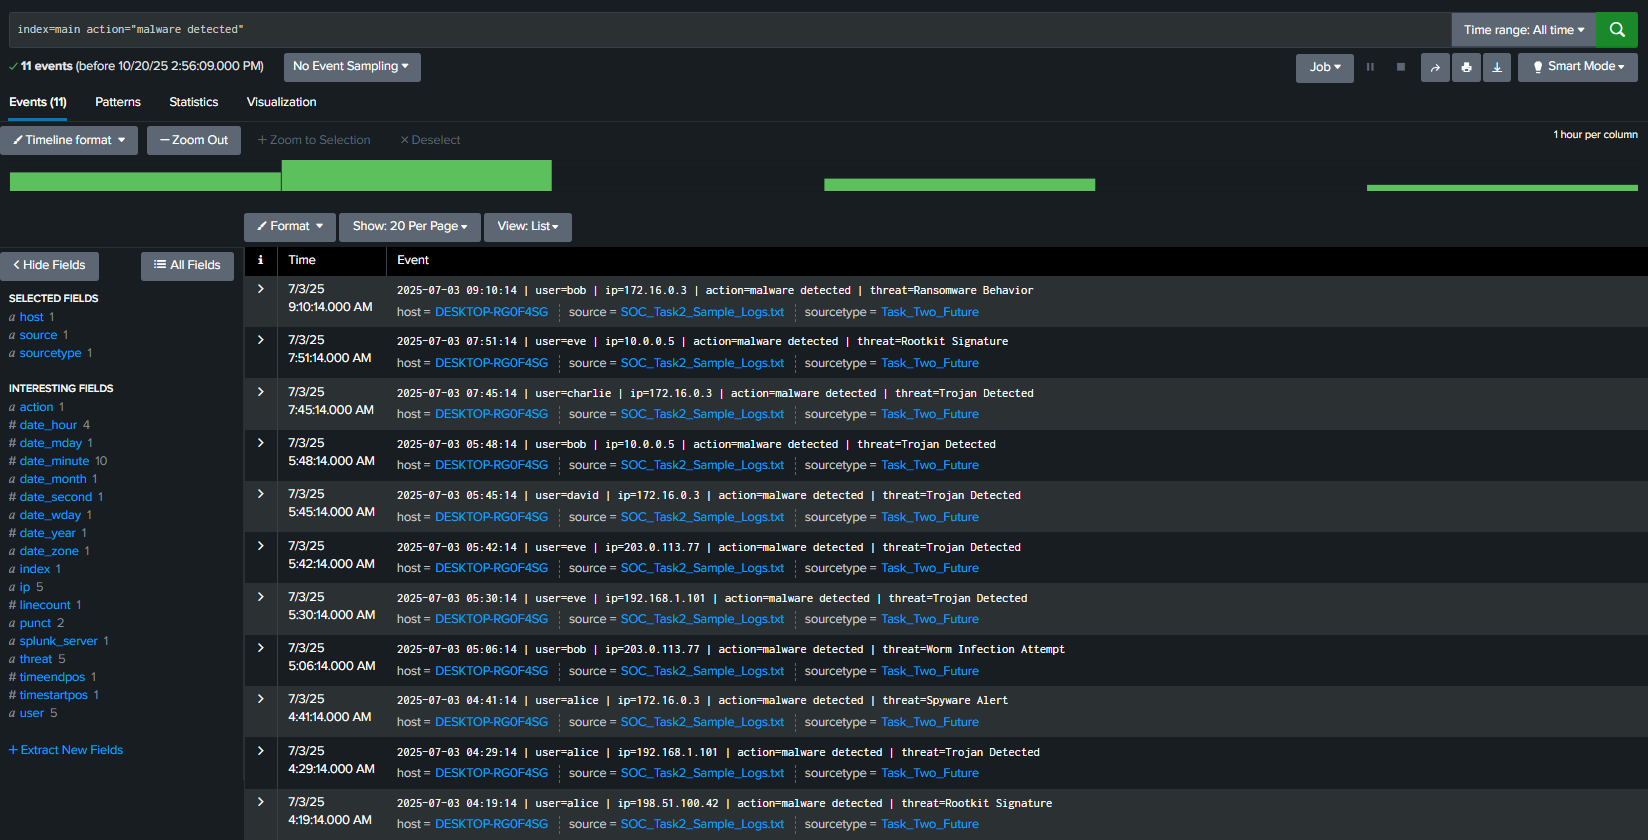 index=main action="malware detected"
Time range: All time
11 events (before 10/20/25 2:56:09.000 PM)
No Event Sampling
Job
Smart Mode
Events (11)
Patterns
Statistics
Visualization
Timeline format
— Zoom Out
+ Zoom to Selection
× Deselect
1 hour per column
Format
Show: 20 Per Page
View: List
< Hide Fields
All Fields
i
Time
Event
SELECTED FIELDS
a host 1
a source 1
a sourcetype 1
INTERESTING FIELDS
a action 1
# date_hour 4
# date_mday 1
# date_minute 10
a date_month 1
# date_second 1
a date_wday 1
# date_year 1
a date_zone 1
a index 1
a ip 5
# linecount 1
a punct 2
a splunk_server 1
a threat 5
# timeendpos 1
# timestartpos 1
a user 5
+ Extract New Fields
7/3/25
9:10:14.000 AM
2025-07-03 09:10:14 | user=bob | ip=172.16.0.3 | action=malware detected | threat=Ransomware Behavior
host = DESKTOP-RG0F4SG source = SOC_Task2_Sample_Logs.txt sourcetype = Task_Two_Future
7/3/25
7:51:14.000 AM
2025-07-03 07:51:14 | user=eve | ip=10.0.0.5 | action=malware detected | threat=Rootkit Signature
host = DESKTOP-RG0F4SG source = SOC_Task2_Sample_Logs.txt sourcetype = Task_Two_Future
7/3/25
7:45:14.000 AM
2025-07-03 07:45:14 | user=charlie | ip=172.16.0.3 | action=malware detected | threat=Trojan Detected
host = DESKTOP-RG0F4SG source = SOC_Task2_Sample_Logs.txt sourcetype = Task_Two_Future
7/3/25
5:48:14.000 AM
2025-07-03 05:48:14 | user=bob | ip=10.0.0.5 | action=malware detected | threat=Trojan Detected
host = DESKTOP-RG0F4SG source = SOC_Task2_Sample_Logs.txt sourcetype = Task_Two_Future
7/3/25
5:45:14.000 AM
2025-07-03 05:45:14 | user=david | ip=172.16.0.3 | action=malware detected | threat=Trojan Detected
host = DESKTOP-RG0F4SG source = SOC_Task2_Sample_Logs.txt sourcetype = Task_Two_Future
7/3/25
5:42:14.000 AM
2025-07-03 05:42:14 | user=eve | ip=203.0.113.77 | action=malware detected | threat=Trojan Detected
host = DESKTOP-RG0F4SG source = SOC_Task2_Sample_Logs.txt sourcetype = Task_Two_Future
7/3/25
5:30:14.000 AM
2025-07-03 05:30:14 | user=eve | ip=192.168.1.101 | action=malware detected | threat=Trojan Detected
host = DESKTOP-RG0F4SG source = SOC_Task2_Sample_Logs.txt sourcetype = Task_Two_Future
7/3/25
5:06:14.000 AM
2025-07-03 05:06:14 | user=bob | ip=203.0.113.77 | action=malware detected | threat=Worm Infection Attempt
host = DESKTOP-RG0F4SG source = SOC_Task2_Sample_Logs.txt sourcetype = Task_Two_Future
7/3/25
4:41:14.000 AM
2025-07-03 04:41:14 | user=alice | ip=172.16.0.3 | action=malware detected | threat=Spyware Alert
host = DESKTOP-RG0F4SG source = SOC_Task2_Sample_Logs.txt sourcetype = Task_Two_Future
7/3/25
4:29:14.000 AM
2025-07-03 04:29:14 | user=alice | ip=192.168.1.101 | action=malware detected | threat=Trojan Detected
host = DESKTOP-RG0F4SG source = SOC_Task2_Sample_Logs.txt sourcetype = Task_Two_Future
7/3/25
4:19:14.000 AM
2025-07-03 04:19:14 | user=alice | ip=198.51.100.42 | action=malware detected | threat=Rootkit Signature
host = DESKTOP-RG0F4SG source = SOC_Task2_Sample_Logs.txt sourcetype = Task_Two_Future